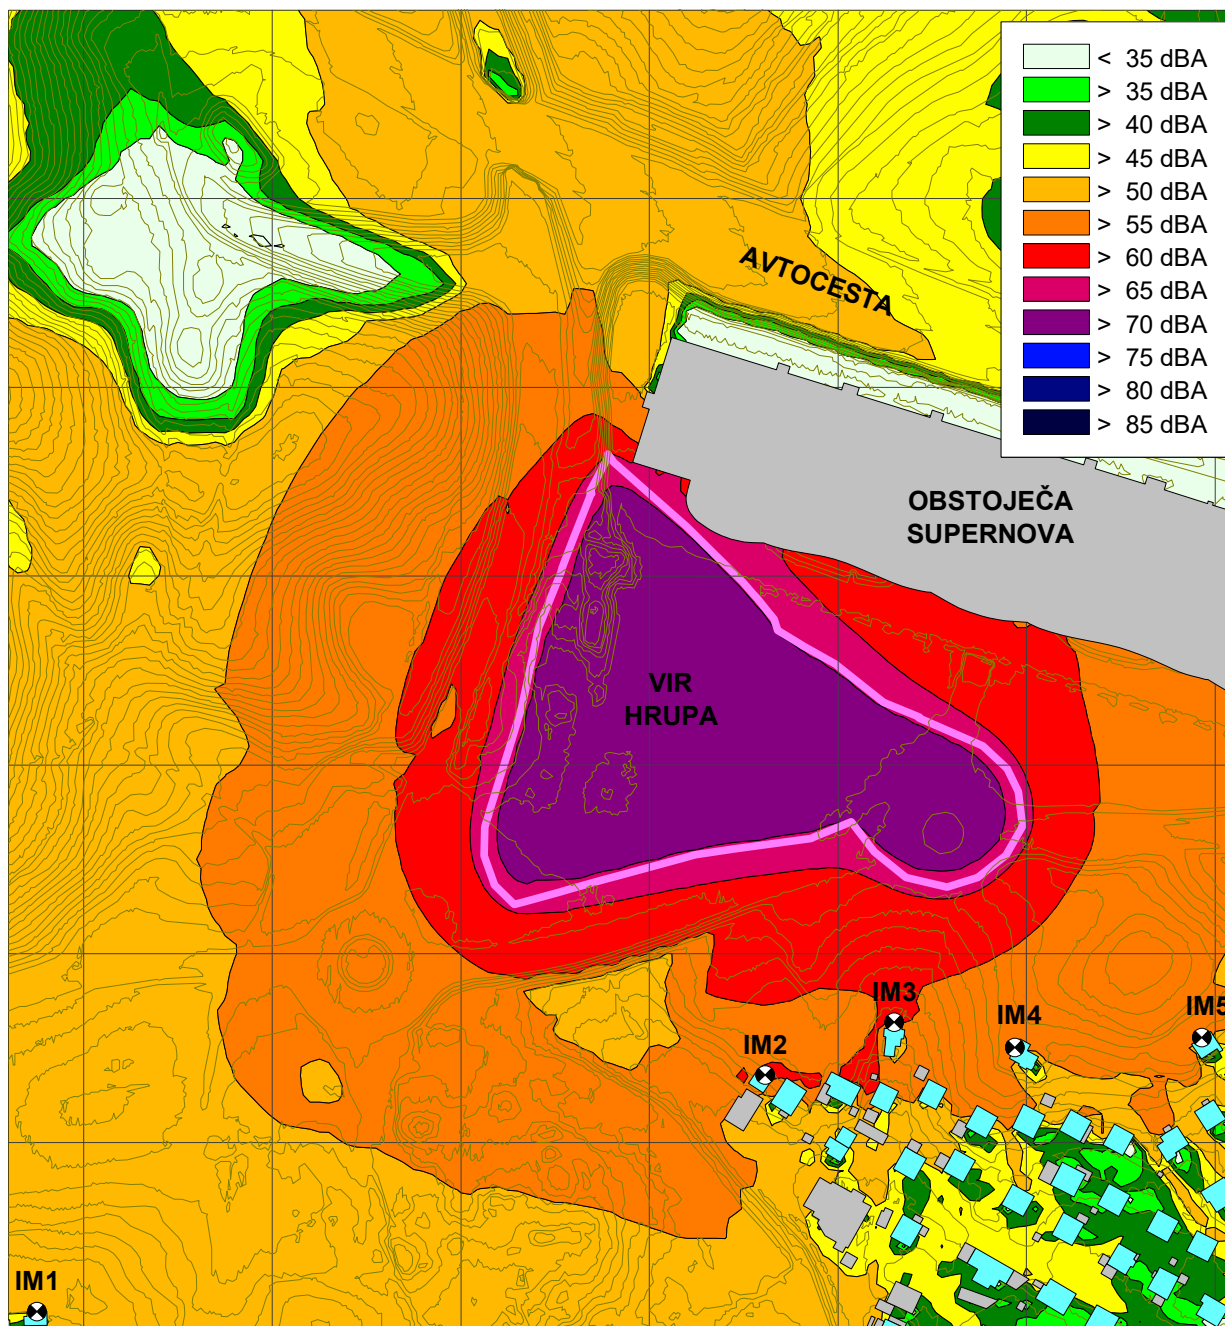 < 35 dBA
> 35 dBA
> 40 dBA
> 45 dBA
> 50 dBA
> 55 dBA
> 60 dBA
> 65 dBA
> 70 dBA
> 75 dBA
> 80 dBA
> 85 dBA
AVTOCESTA
OBSTOJEČA
SUPERNOVA
VIR
HRUPA
IM3
IM4
IM5
IM2
IM1